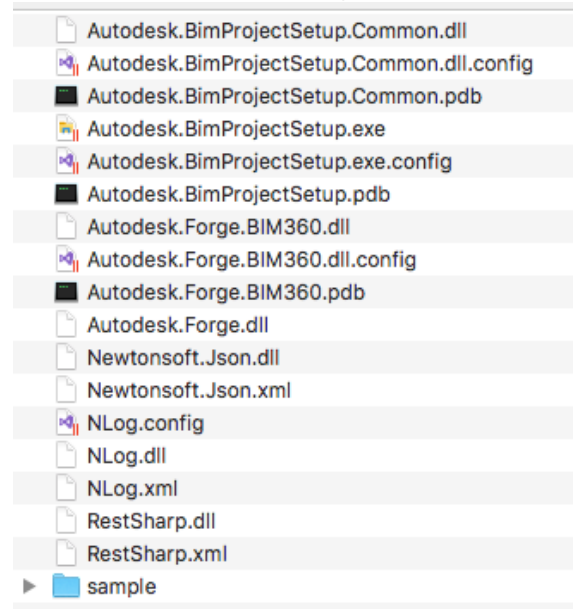 Autodesk.BimProjectSetup.Common.dll
Autodesk.BimProjectSetup.Common.dll.config
Autodesk.BimProjectSetup.Common.pdb
Autodesk.BimProjectSetup.exe
Autodesk.BimProjectSetup.exe.config
Autodesk.BimProjectSetup.pdb
Autodesk.Forge.BIM360.dll
Autodesk.Forge.BIM360.dll.config
Autodesk.Forge.BIM360.pdb
Autodesk.Forge.dll
Newtonsoft.Json.dll
Newtonsoft.Json.xml
NLog.config
NLog.dll
NLog.xml
RestSharp.dll
RestSharp.xml
sample